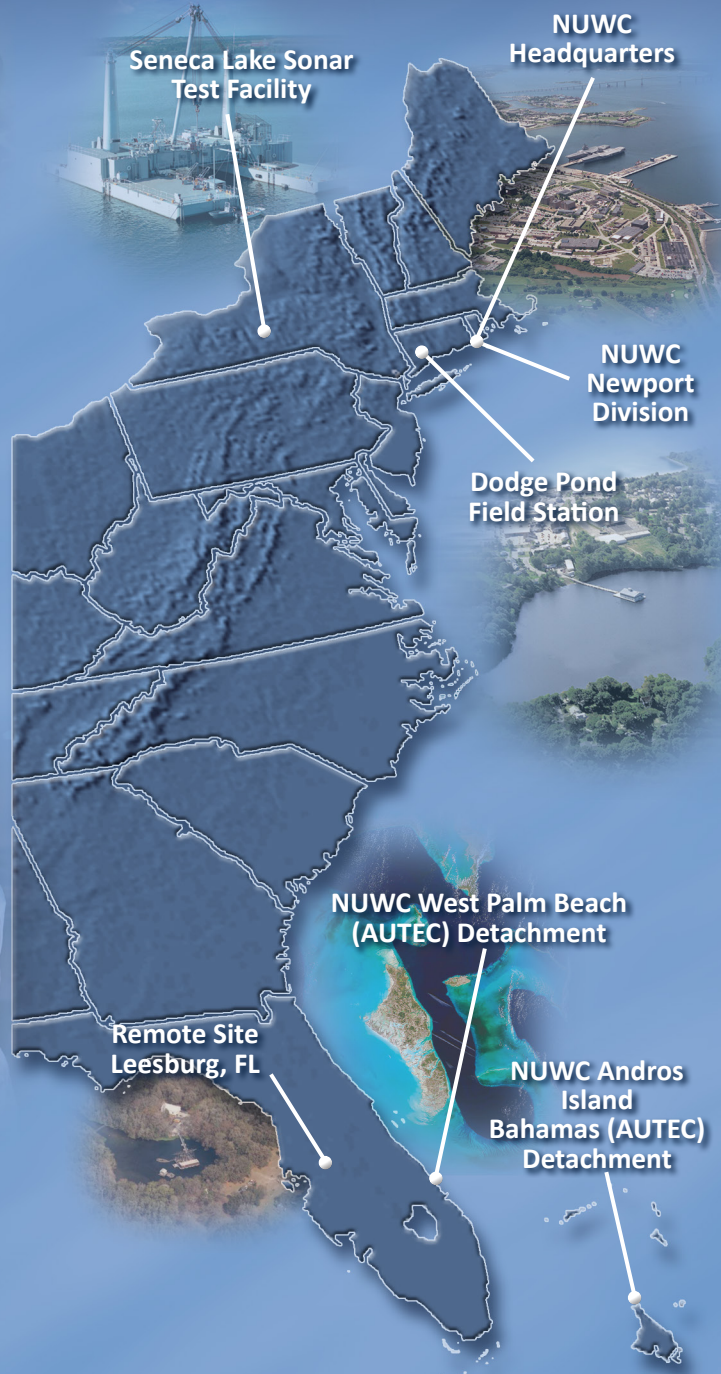 Seneca Lake Sonar
Test Facility
NUWC
Headquarters
NUWC
Newport
Division
Dodge Pond
Field Station
NUWC West Palm Beach
(AUTEC) Detachment
Remote Site
Leesburg, FL
NUWC Andros
Island
Bahamas (AUTEC)
Detachment